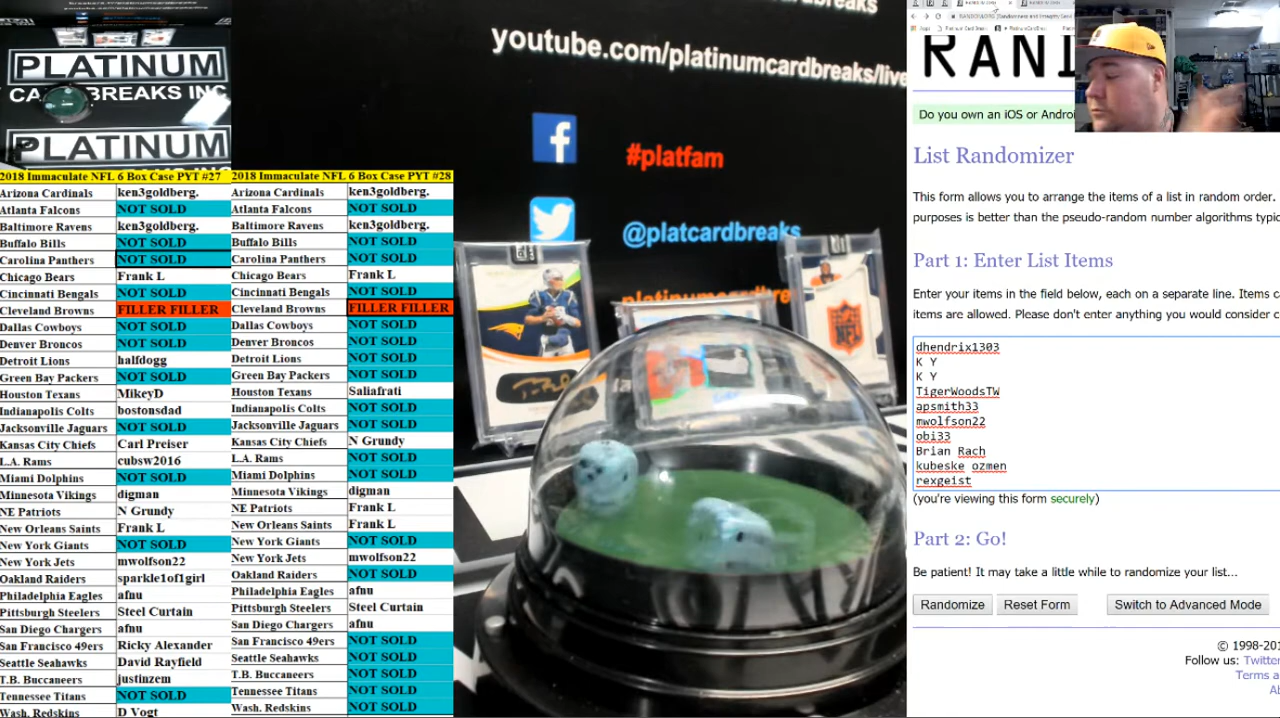 PLATINUM
CARD BREAKS INC
PLATINUM
2018 Immaculate NFL 6 Box Case PYT #27
Arizona Cardinals ken3goldberg.
Atlanta Falcons NOT SOLD
Baltimore Ravens ken3goldberg.
Buffalo Bills NOT SOLD
Carolina Panthers NOT SOLD
Chicago Bears Frank L
Cincinnati Bengals NOT SOLD
Cleveland Browns FILLER FILLER
Dallas Cowboys NOT SOLD
Denver Broncos NOT SOLD
Detroit Lions halfdogg
Green Bay Packers NOT SOLD
Houston Texans MikeyD
Indianapolis Colts bostonsdad
Jacksonville Jaguars NOT SOLD
Kansas City Chiefs Carl Preiser
L.A. Rams cubsw2016
Miami Dolphins NOT SOLD
Minnesota Vikings digman
NE Patriots N Grundy
New Orleans Saints Frank L
New York Giants NOT SOLD
New York Jets mwolfson22
Oakland Raiders sparkle1of1girl
Philadelphia Eagles afnu
Pittsburgh Steelers Steel Curtain
San Diego Chargers afnu
San Francisco 49ers Ricky Alexander
Seattle Seahawks David Rayfield
T.B. Buccaneers justinzem
Tennessee Titans NOT SOLD
Wash. Redskins D Vogt
2018 Immaculate NFL 6 Box Case PYT #28
Arizona Cardinals ken3goldberg.
Atlanta Falcons NOT SOLD
Baltimore Ravens ken3goldberg.
Buffalo Bills NOT SOLD
Carolina Panthers NOT SOLD
Chicago Bears Frank L
Cincinnati Bengals NOT SOLD
Cleveland Browns FILLER FILLER
Dallas Cowboys NOT SOLD
Denver Broncos NOT SOLD
Detroit Lions NOT SOLD
Green Bay Packers NOT SOLD
Houston Texans Saliafrati
Indianapolis Colts NOT SOLD
Jacksonville Jaguars NOT SOLD
Kansas City Chiefs N Grundy
L.A. Rams NOT SOLD
Miami Dolphins NOT SOLD
Minnesota Vikings digman
NE Patriots Frank L
New Orleans Saints Frank L
New York Giants NOT SOLD
New York Jets mwolfson22
Oakland Raiders NOT SOLD
Philadelphia Eagles afnu
Pittsburgh Steelers Steel Curtain
San Diego Chargers afnu
San Francisco 49ers NOT SOLD
Seattle Seahawks NOT SOLD
T.B. Buccaneers NOT SOLD
Tennessee Titans NOT SOLD
Wash. Redskins NOT SOLD
breaks
youtube.com/platinumcardbreaks/live
#platfam
@platcardbreaks
platinumcardbre
NFL
RAN
Do you own an iOS or Androi
List Randomizer
This form allows you to arrange the items of a list in random order.
purposes is better than the pseudo-random number algorithms typic
Part 1: Enter List Items
Enter your items in the field below, each on a separate line. Items c
items are allowed. Please don't enter anything you would consider c
dhendrix1303
K Y
K Y
TigerWoodsTW
apsmith33
mwolfson22
obi33
Brian Rach
kubeske ozmen
rexgeist
(you're viewing this form securely)
Part 2: Go!
Be patient! It may take a little while to randomize your list...
Randomize Reset Form Switch to Advanced Mode
© 1998-201
Follow us: Twitter
Terms a
Ab